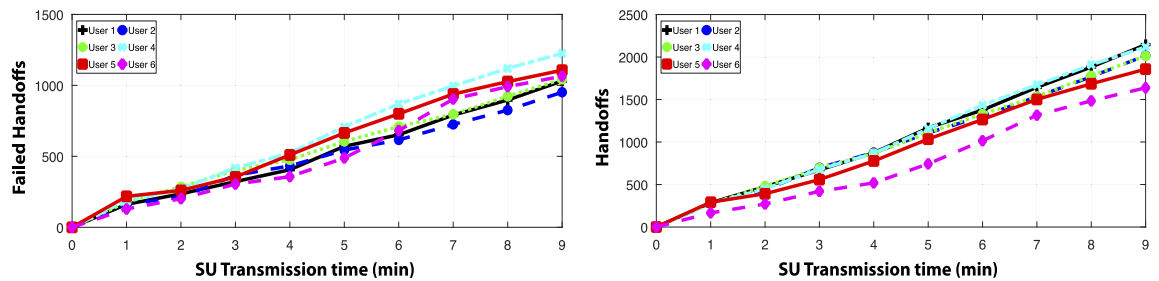 Failed Handoffs
1500
1000
500
0
User 1 User 2
User 3 User 4
User 5 User 6
0 1 2 3 4 5 6 7 8 9
SU Transmission time (min)
Handoffs
2500
2000
1500
1000
500
0
User 1 User 2
User 3 User 4
User 5 User 6
0 1 2 3 4 5 6 7 8 9
SU Transmission time (min)